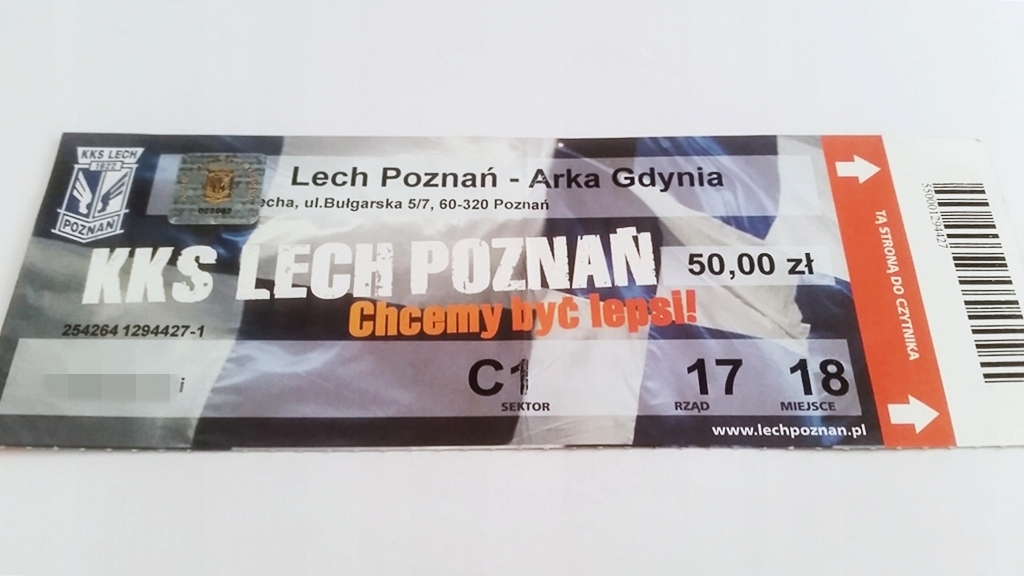 KKS LECH
1922
POZNAŃ
Lech Poznań - Arka Gdynia
ul.Bułgarska 5/7, 60-320 Poznań
KKS LECH POZNAŃ
50,00 zł
Chcemy być lepsi!
254264 1294427-1
i
C1
17
18
SEKTOR
RZĄD
MIEJSCE
www.lechpoznan.pl
TĄ STRONĄ DO CZYTNIKA